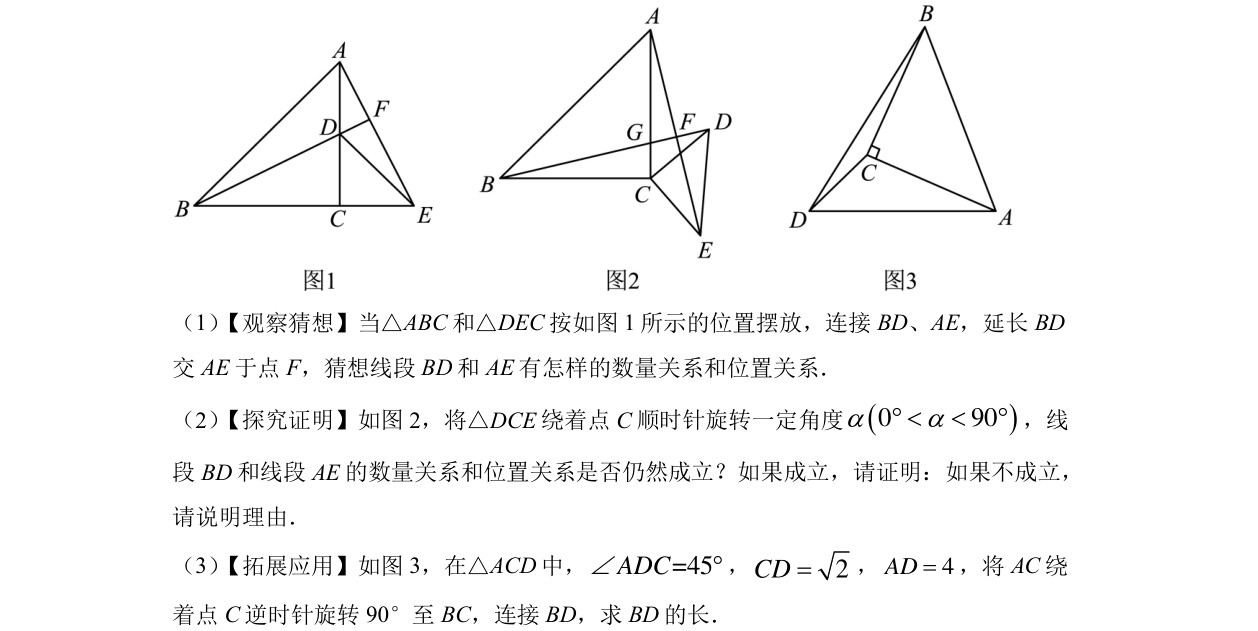 A
F
D
B
C
E
A
G
F
D
B
C
E
B
C
D
A
图1
图2
图3
（1）【观察猜想】当△ABC和△DEC按如图1所示的位置摆放，连接BD、AE，延长BD
交AE于点F，猜想线段BD和AE有怎样的数量关系和位置关系．
（2）【探究证明】如图2，将△DCE绕着点C顺时针旋转一定角度α(0°<α<90°)，线
段BD和线段AE的数量关系和位置关系是否仍然成立？如果成立，请证明：如果不成立，
请说明理由．
（3）【拓展应用】如图3，在△ACD中，∠ADC=45°，CD=√2，AD=4，将AC绕
着点C逆时针旋转90°至BC，连接BD，求BD的长．